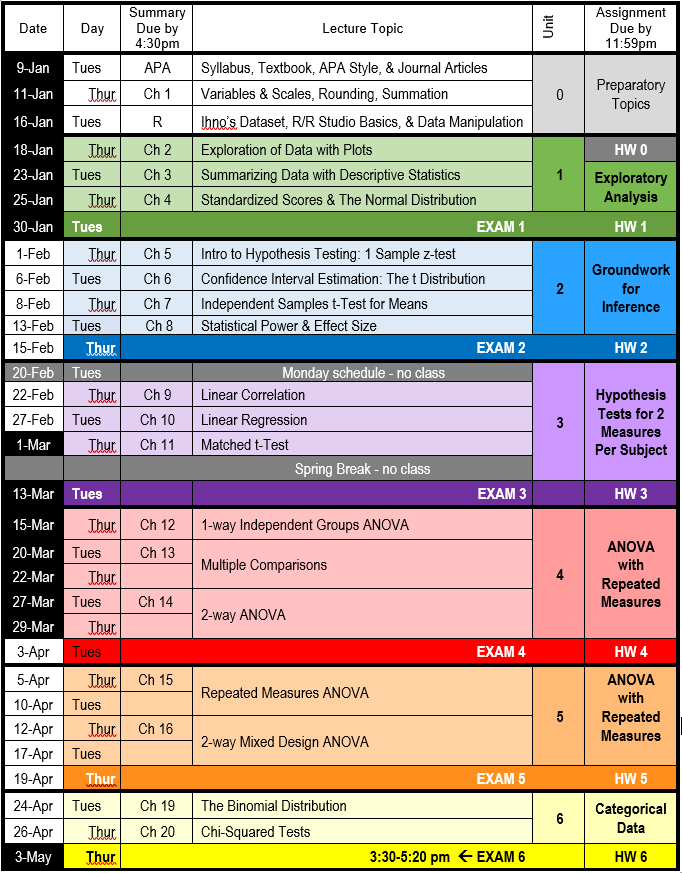 Date Day Summary Due by 4:30pm Lecture Topic Unit Assignment Due by 11:59pm
9-Jan Tues APA Syllabus, Textbook, APA Style, & Journal Articles 0 Preparatory Topics
11-Jan Thur Ch 1 Variables & Scales, Rounding, Summation
16-Jan Tues R Ihno's Dataset, R/R Studio Basics, & Data Manipulation
18-Jan Thur Ch 2 Exploration of Data with Plots 1 HW 0
23-Jan Tues Ch 3 Summarizing Data with Descriptive Statistics Exploratory Analysis
25-Jan Thur Ch 4 Standardized Scores & The Normal Distribution
30-Jan Tues EXAM 1 HW 1
1-Feb Thur Ch 5 Intro to Hypothesis Testing: 1 Sample z-test 2 Groundwork for Inference
6-Feb Tues Ch 6 Confidence Interval Estimation: The t Distribution
8-Feb Thur Ch 7 Independent Samples t-Test for Means
13-Feb Tues Ch 8 Statistical Power & Effect Size
15-Feb Thur EXAM 2 HW 2
20-Feb Tues Monday schedule - no class 3 Hypothesis Tests for 2 Measures Per Subject
22-Feb Thur Ch 9 Linear Correlation
27-Feb Tues Ch 10 Linear Regression
1-Mar Thur Ch 11 Matched t-Test
Spring Break - no class
13-Mar Tues EXAM 3 HW 3
15-Mar Thur Ch 12 1-way Independent Groups ANOVA 4 ANOVA with Repeated Measures
20-Mar Tues Ch 13 Multiple Comparisons
22-Mar Thur
27-Mar Tues Ch 14 2-way ANOVA
29-Mar Thur
3-Apr Tues EXAM 4 HW 4
5-Apr Thur Ch 15 Repeated Measures ANOVA 5 ANOVA with Repeated Measures
10-Apr Tues
12-Apr Thur Ch 16 2-way Mixed Design ANOVA
17-Apr Tues
19-Apr Thur EXAM 5 HW 5
24-Apr Tues Ch 19 The Binomial Distribution 6 Categorical Data
26-Apr Thur Ch 20 Chi-Squared Tests
3-May Thur 3:30-5:20 pm ← EXAM 6 HW 6